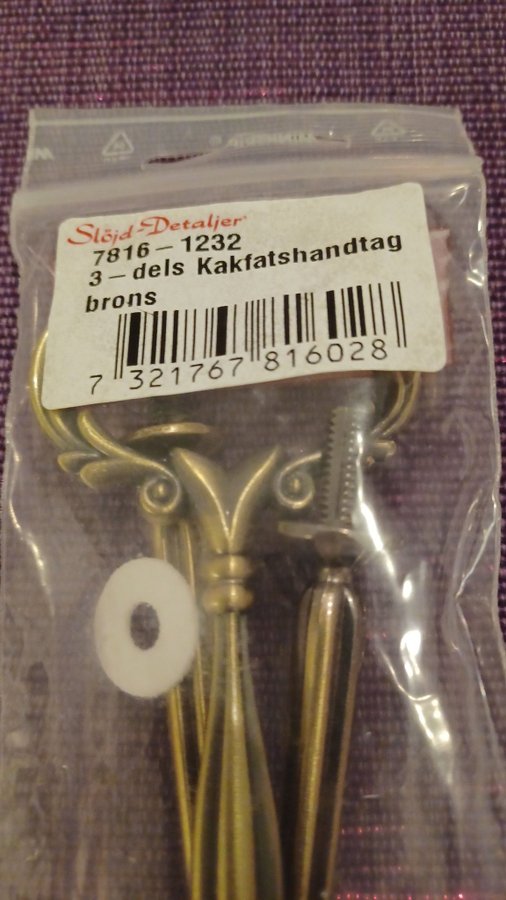 Slöjd-Detaljer
7816-1232
3-dels Kakfatshandtag
brons
7 321767 816028